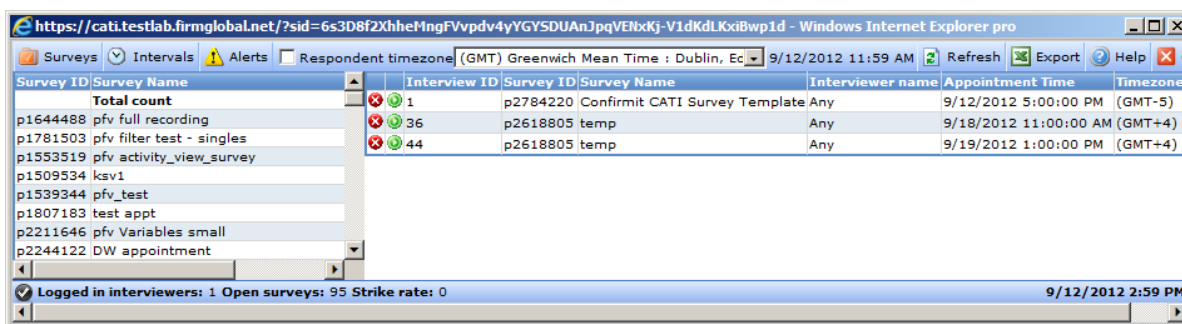 https://cati.testlab.firmglobal.net/?sid=6s3D8f2XhheMngFVvpdv4yYGYSDUAnJpqVENxKj-V1dKdLKxiBwp1d - Windows Internet Explorer pro
Surveys Intervals Alerts Respondent timezone (GMT) Greenwich Mean Time : Dublin, Ec 9/12/2012 11:59 AM Refresh Export Help
Survey ID Survey Name
Total count
p1644488 pfv full recording
p1781503 pfv filter test - singles
p1553519 pfv activity_view_survey
p1509534 ksv1
p1539344 pfv_test
p1807183 test appt
p2211646 pfv Variables small
p2244122 DW appointment
Interview ID Survey ID Survey Name Interviewer name Appointment Time Timezone
1 p2784220 Confirmit CATI Survey Template Any 9/12/2012 5:00:00 PM (GMT-5)
36 p2618805 temp Any 9/18/2012 11:00:00 AM (GMT+4)
44 p2618805 temp Any 9/19/2012 1:00:00 PM (GMT+4)
Logged in interviewers: 1 Open surveys: 95 Strike rate: 0 9/12/2012 2:59 PM